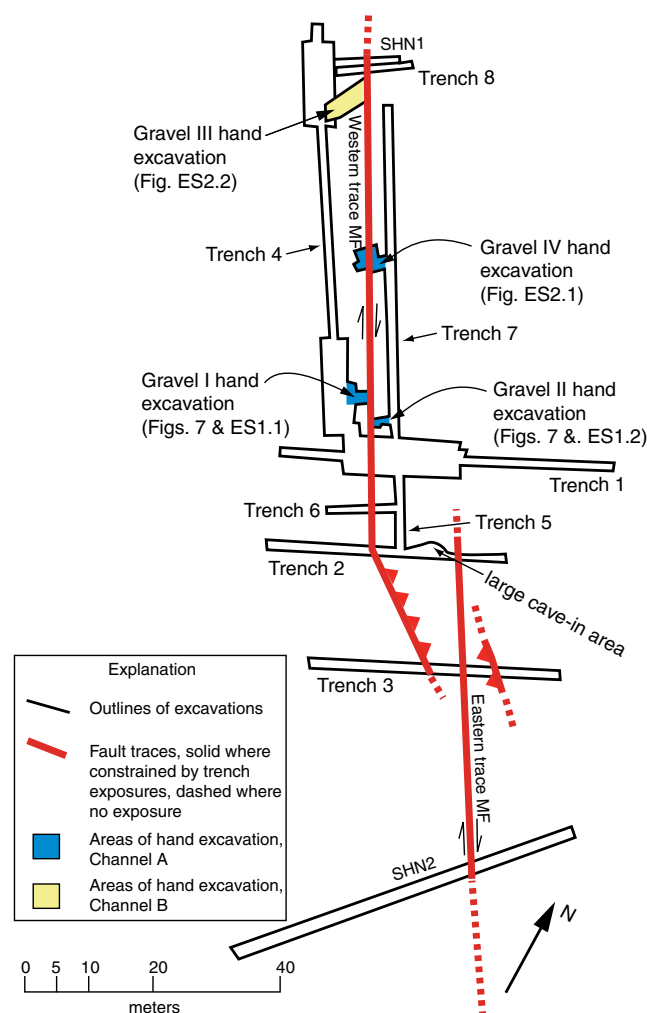 SHN1
Trench 8
Gravel III hand
excavation
(Fig. ES2.2)
Western trace MF
Trench 4
Gravel IV hand
excavation
(Fig. ES2.1)
Trench 7
Gravel I hand
excavation
(Figs. 7 & ES1.1)
Gravel II hand
excavation
(Figs. 7 &. ES1.2)
Trench 1
Trench 6
Trench 5
Trench 2
large cave-in area
Trench 3
Eastern trace MF
SHN2
N
Explanation
Outlines of excavations
Fault traces, solid where
constrained by trench
exposures, dashed where
no exposure
Areas of hand excavation,
Channel A
Areas of hand excavation,
Channel B
0 5 10 20 40
meters